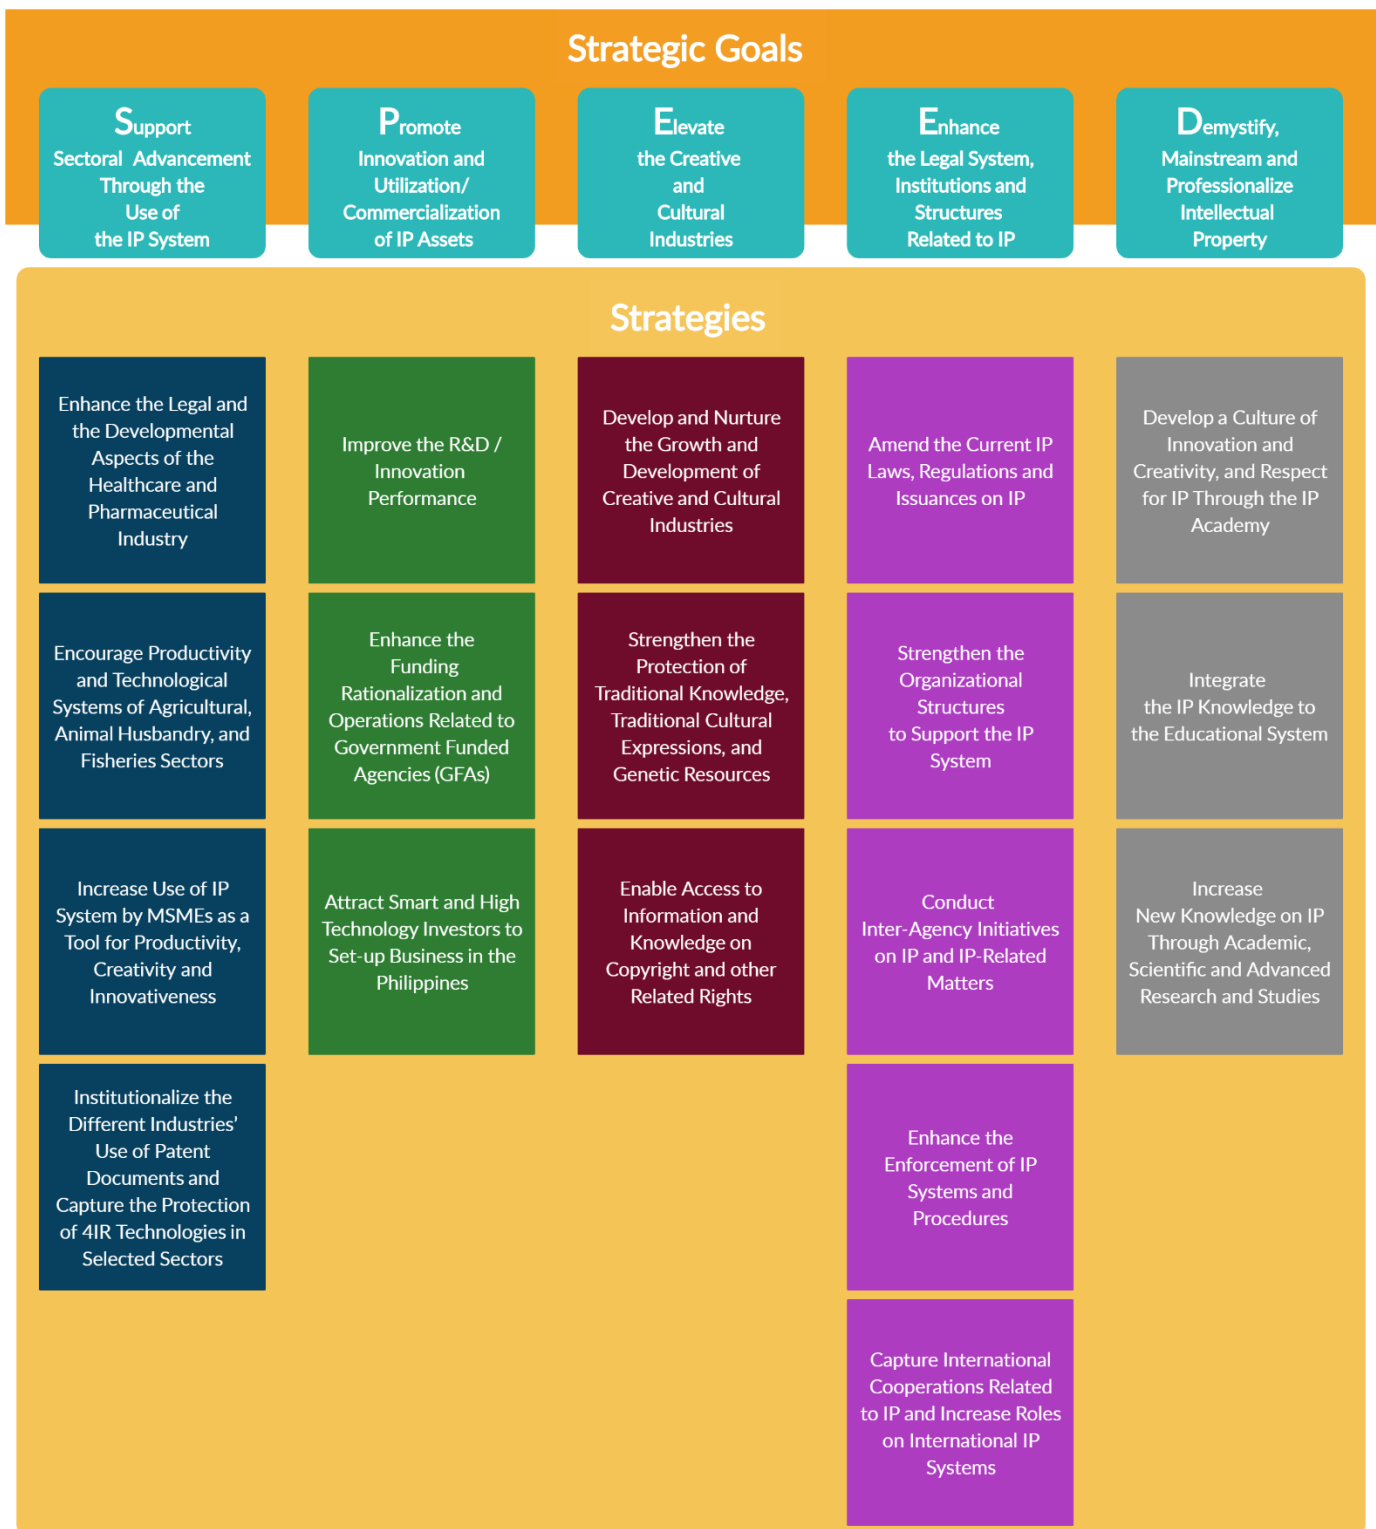 Strategic Goals
Support
Sectoral Advancement
Through the
Use of
the IP System
Promote
Innovation and
Utilization/
Commercialization
of IP Assets
Elevate
the Creative
and
Cultural
Industries
Enhance
the Legal System,
Institutions and
Structures
Related to IP
Demystify,
Mainstream and
Professionalize
Intellectual
Property
Strategies
Enhance the Legal and
the Developmental
Aspects of the
Healthcare and
Pharmaceutical
Industry
Improve the R&D /
Innovation
Performance
Develop and Nurture
the Growth and
Development of
Creative and Cultural
Industries
Amend the Current IP
Laws, Regulations and
Issuances on IP
Develop a Culture of
Innovation and
Creativity, and Respect
for IP Through the IP
Academy
Encourage Productivity
and Technological
Systems of Agricultural,
Animal Husbandry, and
Fisheries Sectors
Enhance the
Funding
Rationalization and
Operations Related to
Government Funded
Agencies (GFAs)
Strengthen the
Protection of
Traditional Knowledge,
Traditional Cultural
Expressions, and
Genetic Resources
Strengthen the
Organizational
Structures
to Support the IP
System
Integrate
the IP Knowledge to
the Educational System
Increase Use of IP
System by MSMEs as a
Tool for Productivity,
Creativity and
Innovativeness
Attract Smart and High
Technology Investors to
Set-up Business in the
Philippines
Enable Access to
Information and
Knowledge on
Copyright and other
Related Rights
Conduct
Inter-Agency Initiatives
on IP and IP-Related
Matters
Increase
New Knowledge on IP
Through Academic,
Scientific and Advanced
Research and Studies
Institutionalize the
Different Industries’
Use of Patent
Documents and
Capture the Protection
of 4IR Technologies in
Selected Sectors
Enhance the
Enforcement of IP
Systems and
Procedures
Capture International
Cooperations Related
to IP and Increase Roles
on International IP
Systems